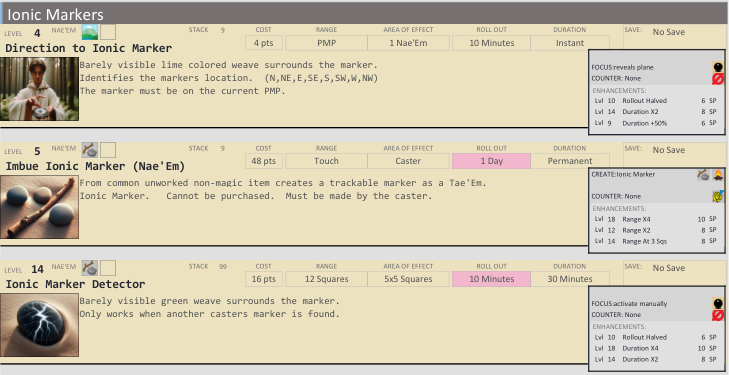 Ionic Markers
LEVEL 4 NAE'EM STACK 9 COST RANGE AREA OF EFFECT ROLL OUT DURATION SAVE: No Save
Direction to Ionic Marker 4 pts PMP 1 Nae'Em 10 Minutes Instant
Barely visible lime colored weave surrounds the marker.
Identifies the markers location. (N,NE,E,SE,S,SW,W,NW)
The marker must be on the current PMP.
FOCUS:reveals plane
COUNTER: None
ENHANCEMENTS:
Lvl 10 Rollout Halved 6 SP
Lvl 14 Duration X2 8 SP
Lvl 9 Duration +50% 6 SP
LEVEL 5 NAE'EM STACK 9 COST RANGE AREA OF EFFECT ROLL OUT DURATION SAVE: No Save
Imbue Ionic Marker (Nae'Em) 48 pts Touch Caster 1 Day Permanent
From common unworked non-magic item creates a trackable marker as a Tae'Em.
Ionic Marker. Cannot be purchased. Must be made by the caster.
CREATE:Ionic Marker
COUNTER: None
ENHANCEMENTS:
Lvl 18 Range X4 10 SP
Lvl 12 Range X2 8 SP
Lvl 14 Range At 3 Sqs 8 SP
LEVEL 14 NAE'EM STACK 99 COST RANGE AREA OF EFFECT ROLL OUT DURATION SAVE: No Save
Ionic Marker Detector 16 pts 12 Squares 5x5 Squares 10 Minutes 30 Minutes
Barely visible green weave surrounds the marker.
Only works when another casters marker is found.
FOCUS:activate manually
COUNTER: None
ENHANCEMENTS:
Lvl 10 Rollout Halved 6 SP
Lvl 18 Duration X4 10 SP
Lvl 14 Duration X2 8 SP